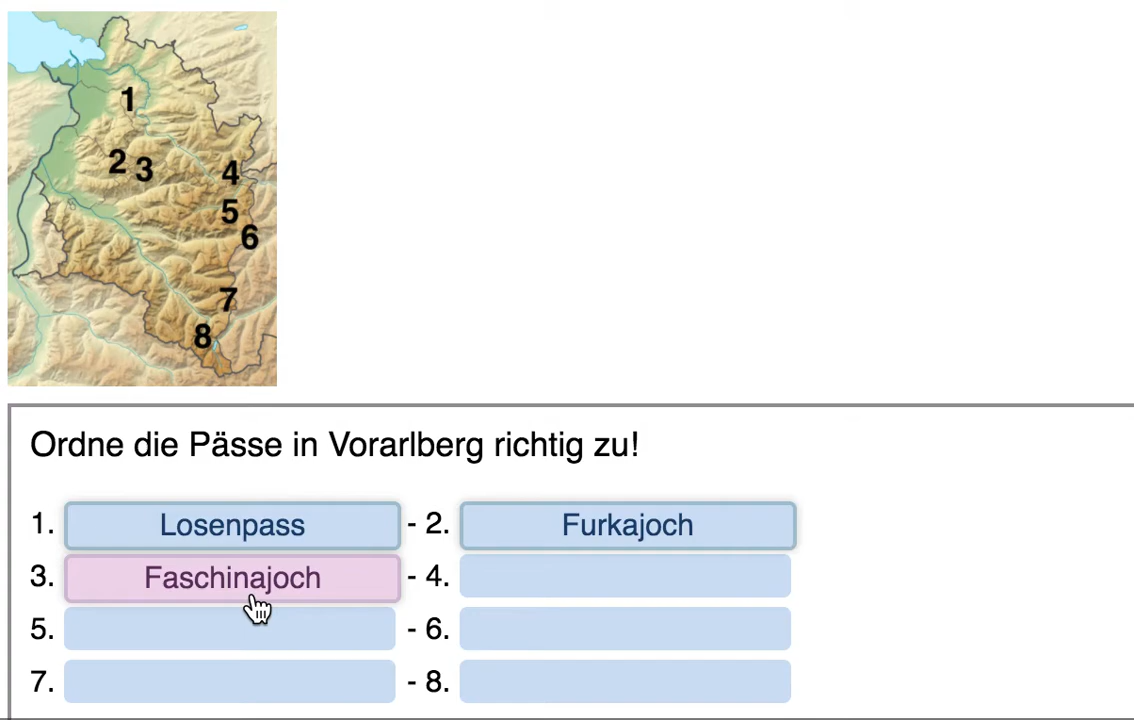 1
2 3
4
5
6
7
8
Ordne die Pässe in Vorarlberg richtig zu!
1. Losenpass - 2. Furkajoch
3. Faschinajoch - 4.
5. - 6.
7. - 8.